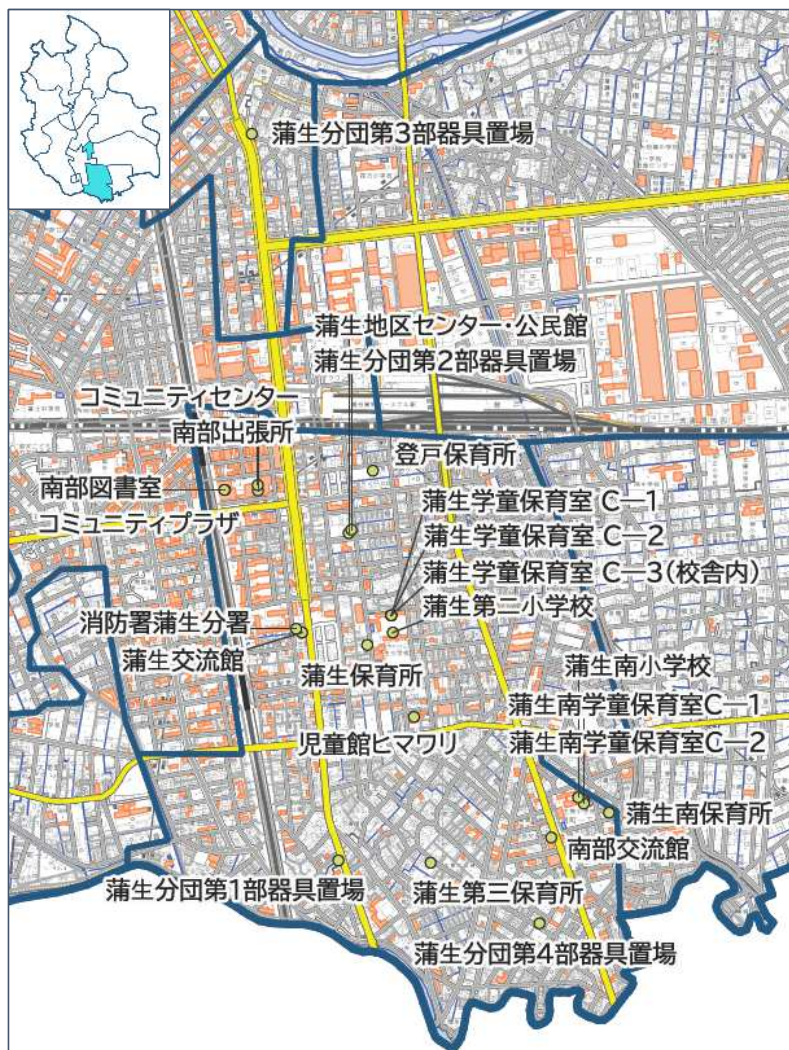 蒲生分団第3部器具置場
蒲生地区センター・公民館
蒲生分団第2部器具置場
コミュニティセンター
南部出張所
登戸保育所
南部図書室
コミュニティプラザ
蒲生学童保育室 C―1
蒲生学童保育室 C―2
蒲生学童保育室 C―3(校舎内)
蒲生第二小学校
消防署蒲生分署
蒲生交流館
蒲生保育所
蒲生南小学校
蒲生南学童保育室C―1
蒲生南学童保育室C―2
児童館ヒマワリ
蒲生南保育所
南部交流館
蒲生分団第1部器具置場
蒲生第三保育所
蒲生分団第4部器具置場